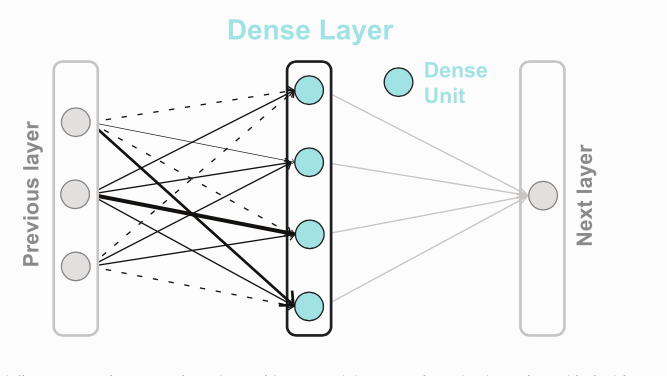 Dense Layer
Dense
Unit
Previous layer
Next layer